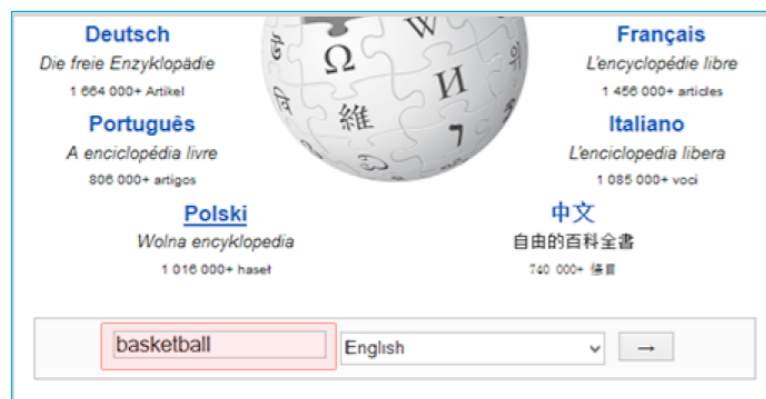 Deutsch
Die freie Enzyklopädie
1 664 000+ Artikel
Français
L'encyclopédie libre
1 456 000+ articles
Português
A enciclopédia livre
806 000+ artigos
Italiano
L'enciclopedia libera
1 085 000+ voci
Polski
Wolna encyklopedia
1 016 000+ haseł
中文
自由的百科全書
740 000+ 條目
Ω
W
И
維
ל
basketball
English
→